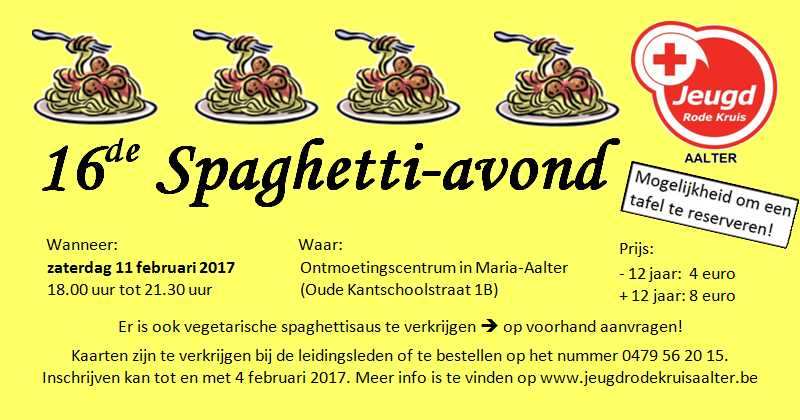 Jeugd
Rode Kruis
AALTER
16de Spaghetti-avond
Mogelijkheid om een
tafel te reserveren!
Wanneer:
zaterdag 11 februari 2017
18.00 uur tot 21.30 uur
Waar:
Ontmoetingscentrum in Maria-Aalter
(Oude Kantschoolstraat 1B)
Prijs:
- 12 jaar: 4 euro
+ 12 jaar: 8 euro
Er is ook vegetarische spaghettisaus te verkrijgen → op voorhand aanvragen!
Kaarten zijn te verkrijgen bij de leidingsleden of te bestellen op het nummer 0479 56 20 15.
Inschrijven kan tot en met 4 februari 2017. Meer info is te vinden op www.jeugdrodekruisaalter.be